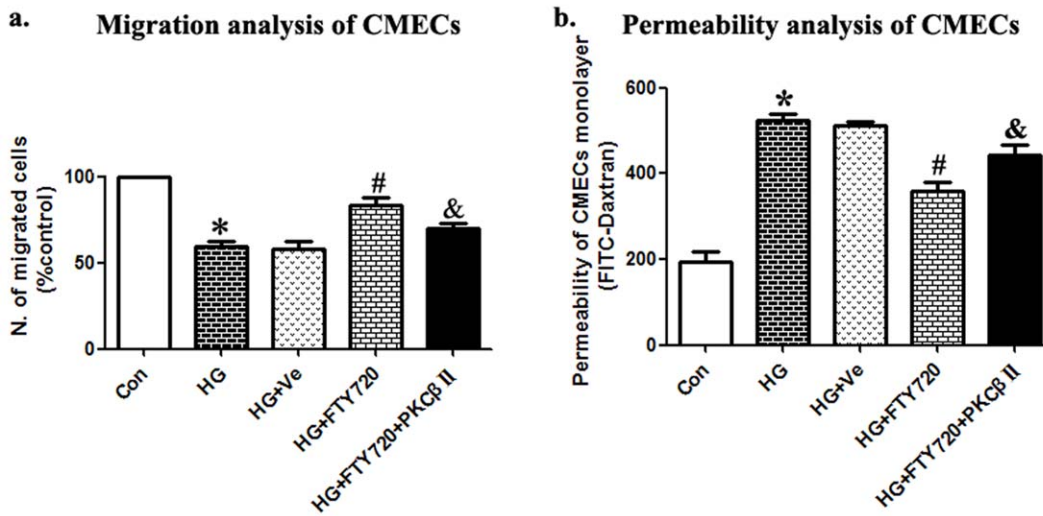 a. Migration analysis of CMECs
N. of migrated cells
(%control)
100
50
0
*
#
&
Con
HG
HG+Ve
HG+FTY720
HG+FTY720+PKCβ II
b. Permeability analysis of CMECs
Permeability of CMECS monolayer
(FITC-Daxtran)
600
400
200
0
*
#
&
Con
HG
HG+Ve
HG+FTY720
HG+FTY720+PKCβ II